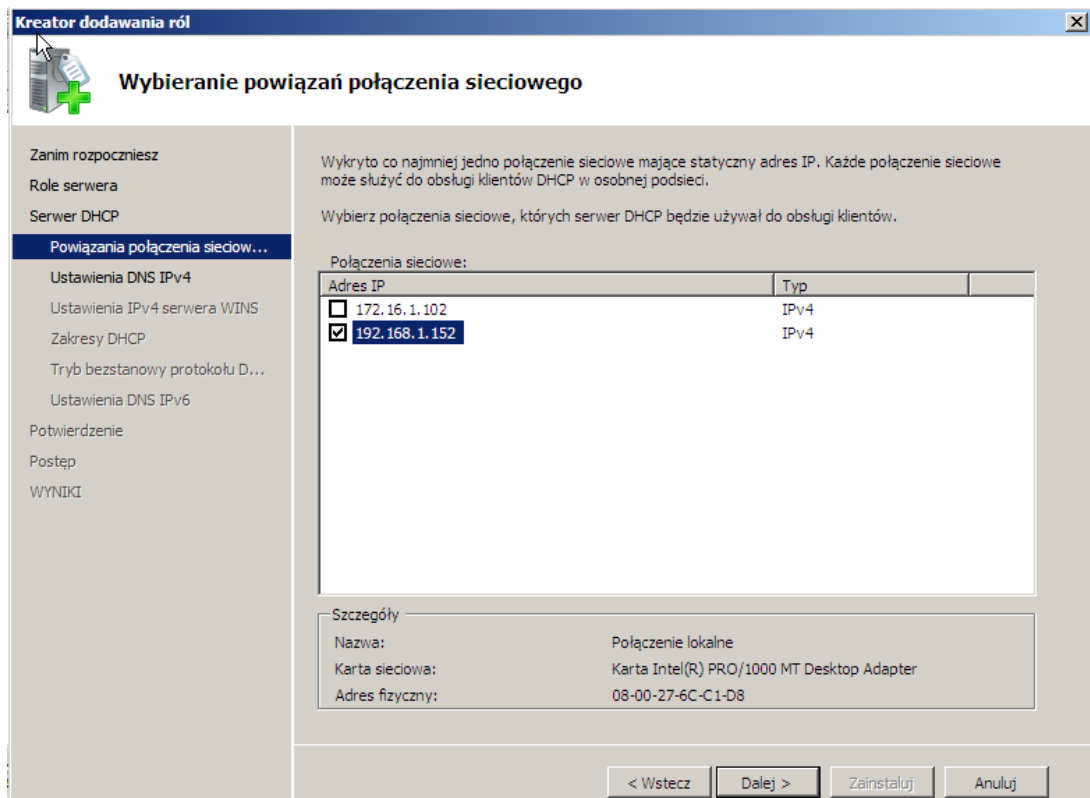 Kreator dodawania ról
Wybieranie powiązań połączenia sieciowego
Zanim rozpoczniesz
Role serwera
Serwer DHCP
Powiązania połączenia sieciow...
Ustawienia DNS IPv4
Ustawienia IPv4 serwera WINS
Zakresy DHCP
Tryb bezstanowy protokołu D...
Ustawienia DNS IPv6
Potwierdzenie
Postęp
WYNIKI
Wykryto co najmniej jedno połączenie sieciowe mające statyczny adres IP. Każde połączenie sieciowe
może służyć do obsługi klientów DHCP w osobnej podsieci.
Wybierz połączenia sieciowe, których serwer DHCP będzie używał do obsługi klientów.
Połączenia sieciowe:
Adres IP Typ
172.16.1.102 IPv4
192.168.1.152 IPv4
Szczegóły
Nazwa: Połączenie lokalne
Karta sieciowa: Karta Intel(R) PRO/1000 MT Desktop Adapter
Adres fizyczny: 08-00-27-6C-C1-D8
< Wstecz Dalej > Zainstaluj Anuluj